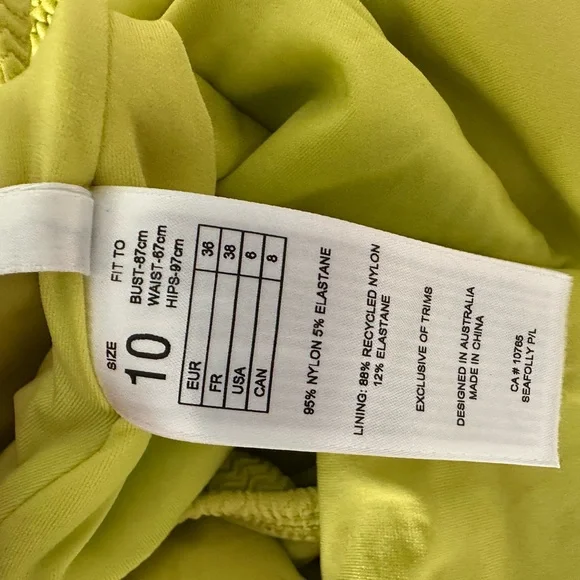 SIZE
10
FIT TO
BUST-87cm
WAIST-67cm
HIPS-97cm
EUR 36
FR 38
USA 6
CAN 8
95% NYLON 5% ELASTANE
LINING: 88% RECYCLED NYLON
12% ELASTANE
EXCLUSIVE OF TRIMS
DESIGNED IN AUSTRALIA
MADE IN CHINA
CA # 10765
SEAFOLLY P/L